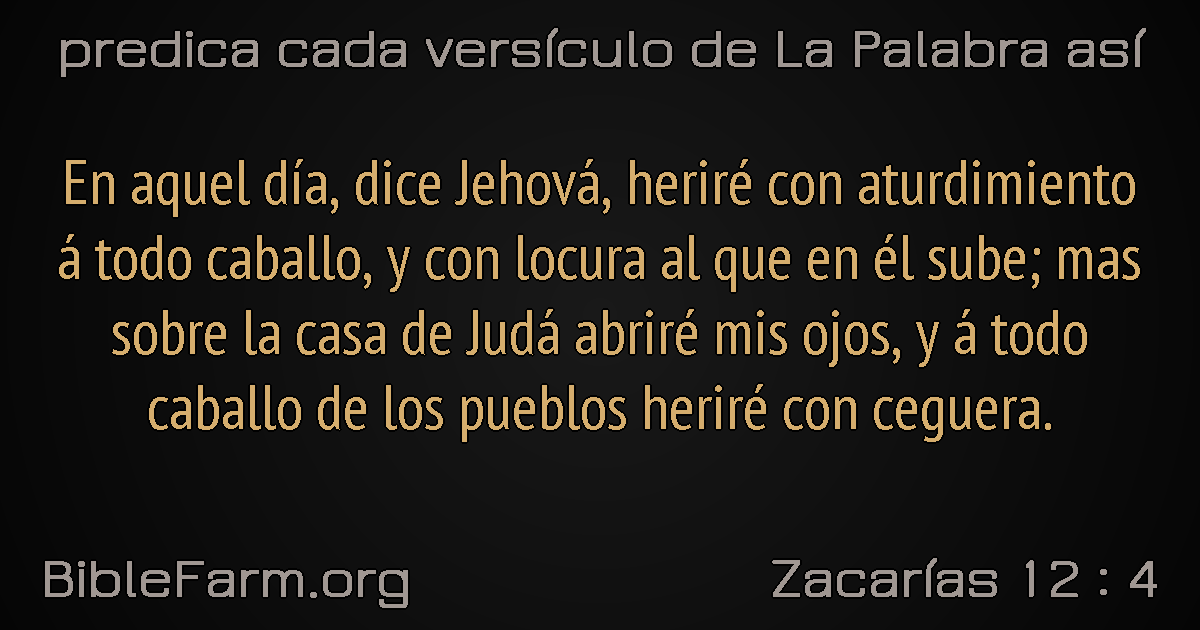 predica cada versículo de La Palabra así
En aquel día, dice Jehová, heriré con aturdimiento
á todo caballo, y con locura al que en él sube; mas
sobre la casa de Judá abriré mis ojos, y á todo
caballo de los pueblos heriré con ceguera.
BibleFarm.org
Zacarías 12 : 4